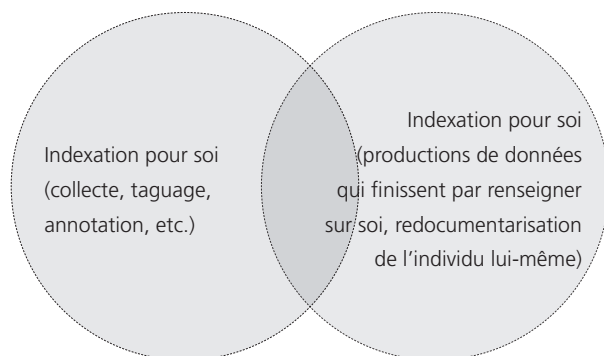 Indexation pour soi
(collecte, taguage,
annotation, etc.)
Indexation pour soi
(productions de données
qui finissent par renseigner
sur soi, redocumentarisation
de l’individu lui-même)